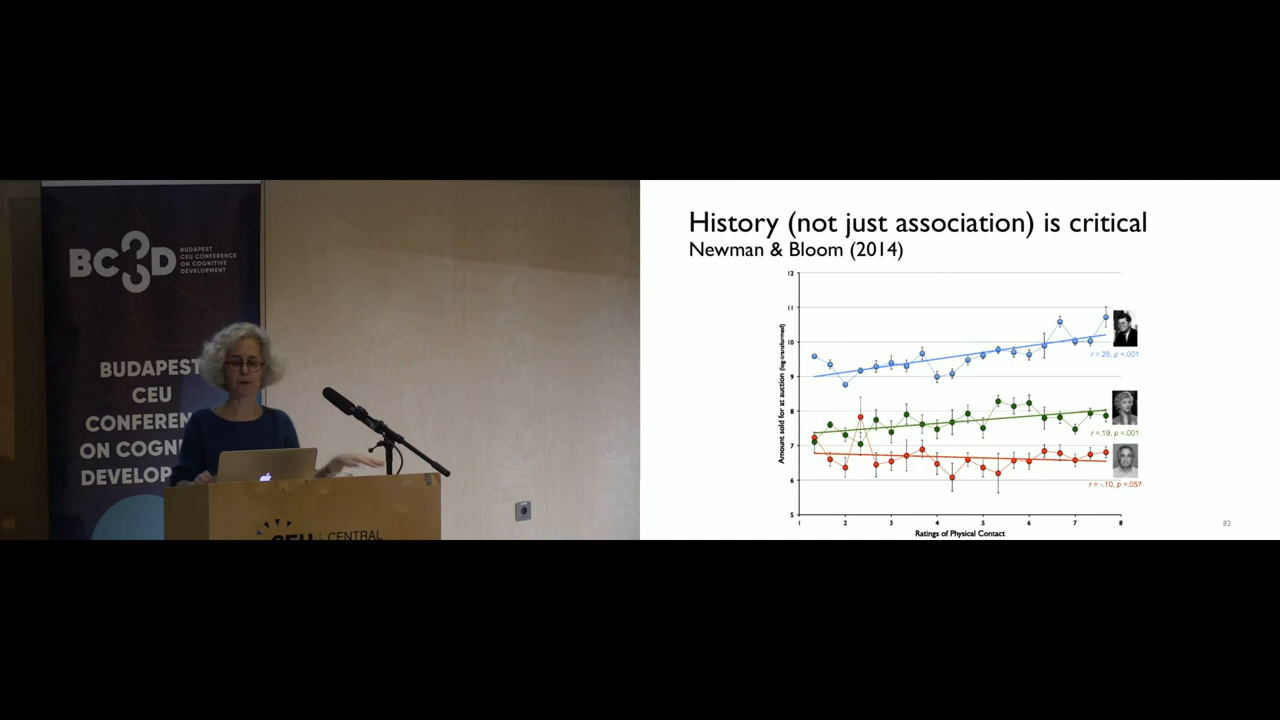 BC3D
BUDAPEST
CEU CONFERENCE
ON COGNITIVE
DEVELOPMENT
BUDAPEST
CEU
CONFEREN
ON COGN
DEVELOP
CEU
CENTRAL
History (not just association) is critical
Newman & Bloom (2014)
Amount sold for at auction (log-transformed)
12
11
10
9
8
7
6
5
1 2 3 4 5 6 7 8
Ratings of Physical Contact
r =.28, p <.001
r =.19, p =.001
r = -.10, p =.057
82